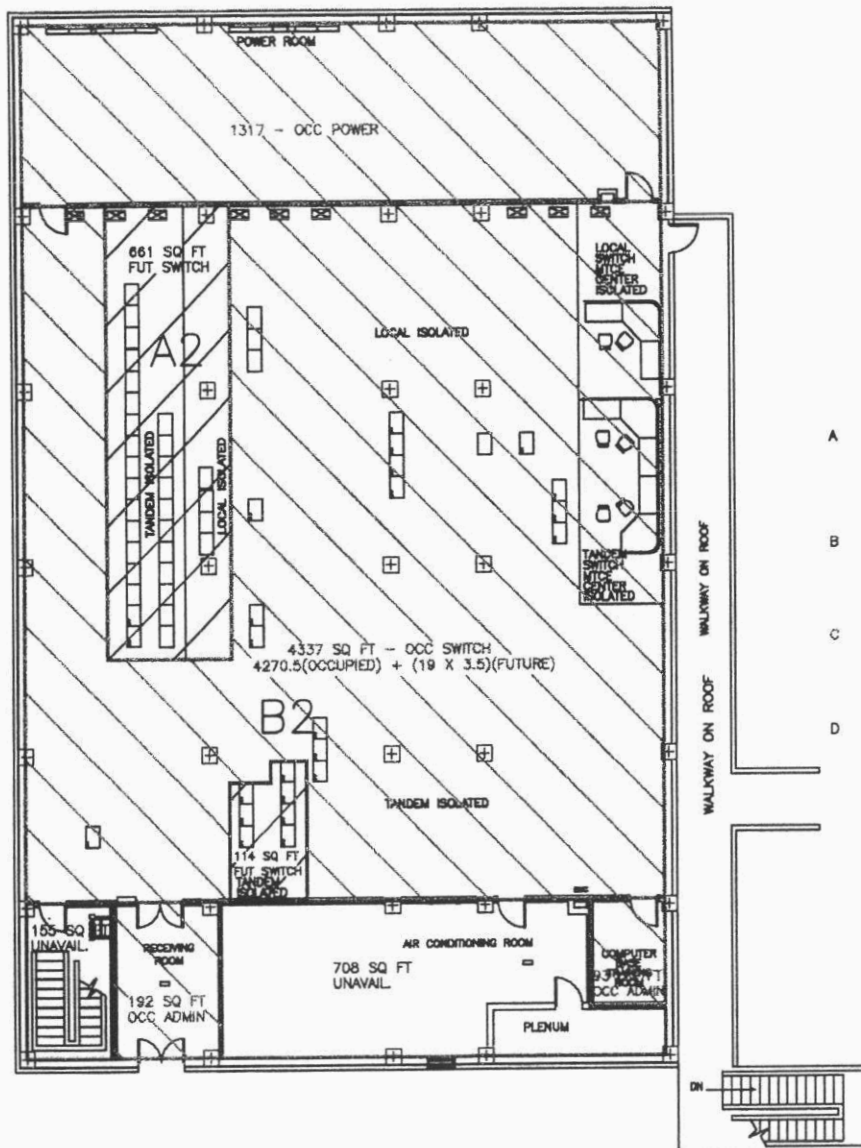 POWER ROOM
1317 - OCC POWER
661 SQ FT
FUT SWITCH
A2
TANDEM ISOLATED
LOCAL ISOLATED
LOCAL ISOLATED
LOCAL
SWITCH
MTCE
CENTER
ISOLATED
TANDEM
SWITCH
MTCE
CENTER
ISOLATED
WALKWAY ON ROOF
WALKWAY ON ROOF
A
B
C
D
4337 SQ FT - OCC SWITCH
4270.5(OCCUPIED) + (19 X 3.5)(FUTURE)
B2
TANDEM ISOLATED
114 SQ FT
FUT SWITCH
TANDEM
ISOLATED
155 SQ FT
UNAVAIL.
RECEIVING
ROOM
192 SQ FT
OCC ADMIN
AIR CONDITIONING ROOM
708 SQ FT
UNAVAIL.
PLENUM
COMPUTER
ROOM
OCC ADMIN
DN